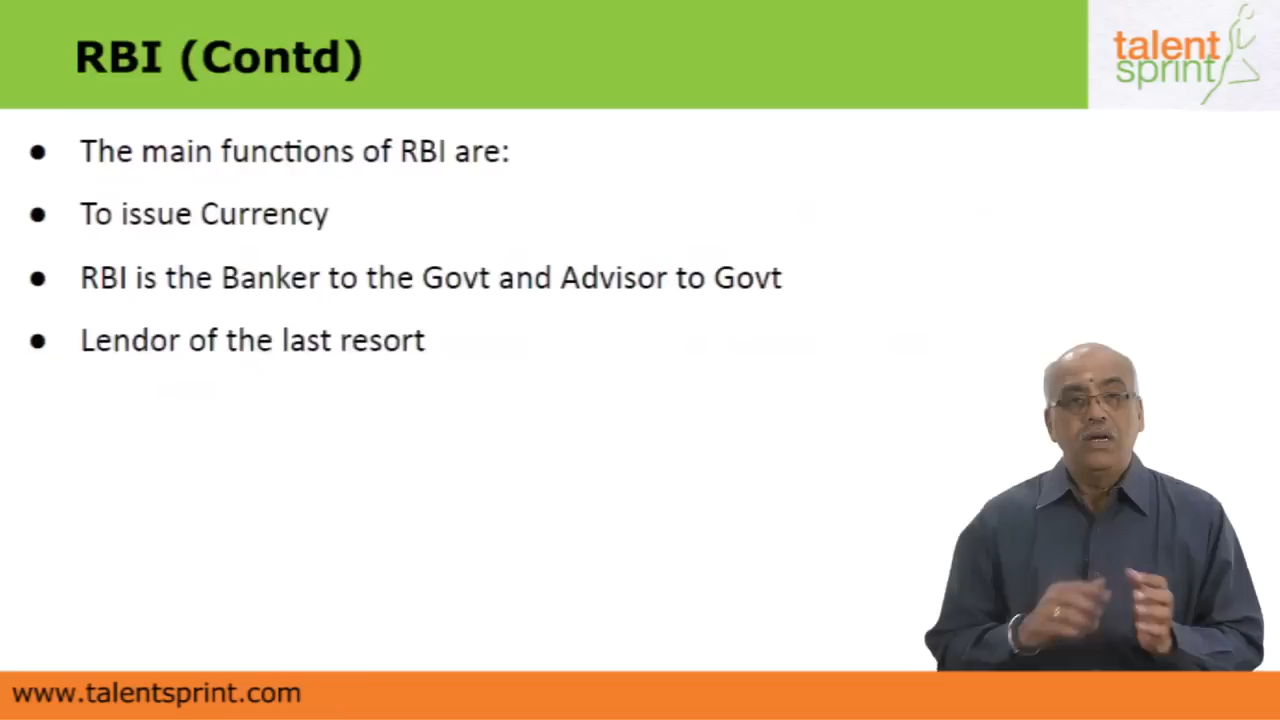 RBI (Contd)
talent
sprint
● The main functions of RBI are:
● To issue Currency
● RBI is the Banker to the Govt and Advisor to Govt
● Lendor of the last resort
www.talentsprint.com